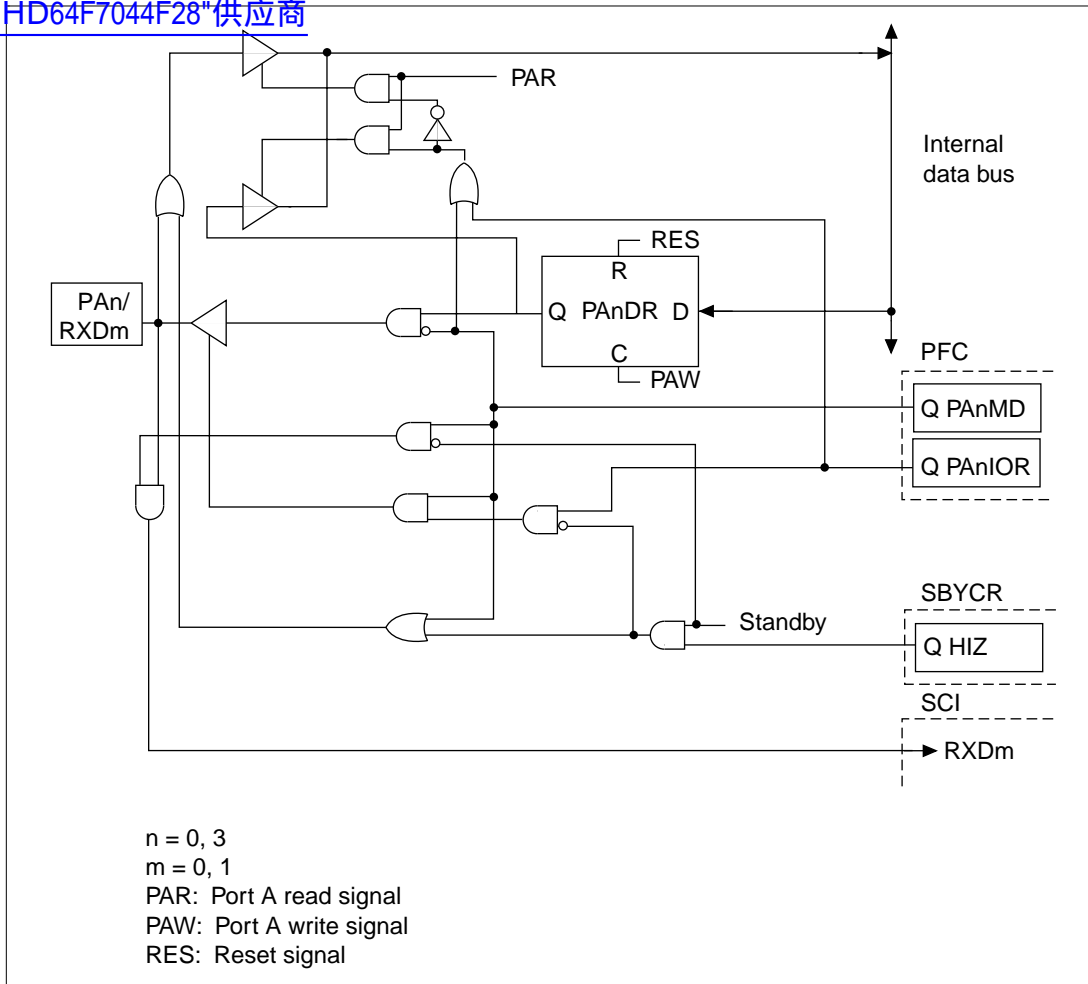 HD64F7044F28"供应商
PAR
Internal
data bus
RES
R
PAn/
RXDm
Q PAnDR D
C
PAW
PFC
Q PAnMD
Q PAnIOR
SBYCR
Standby
Q HIZ
SCI
RXDm
n = 0, 3
m = 0, 1
PAR: Port A read signal
PAW: Port A write signal
RES: Reset signal